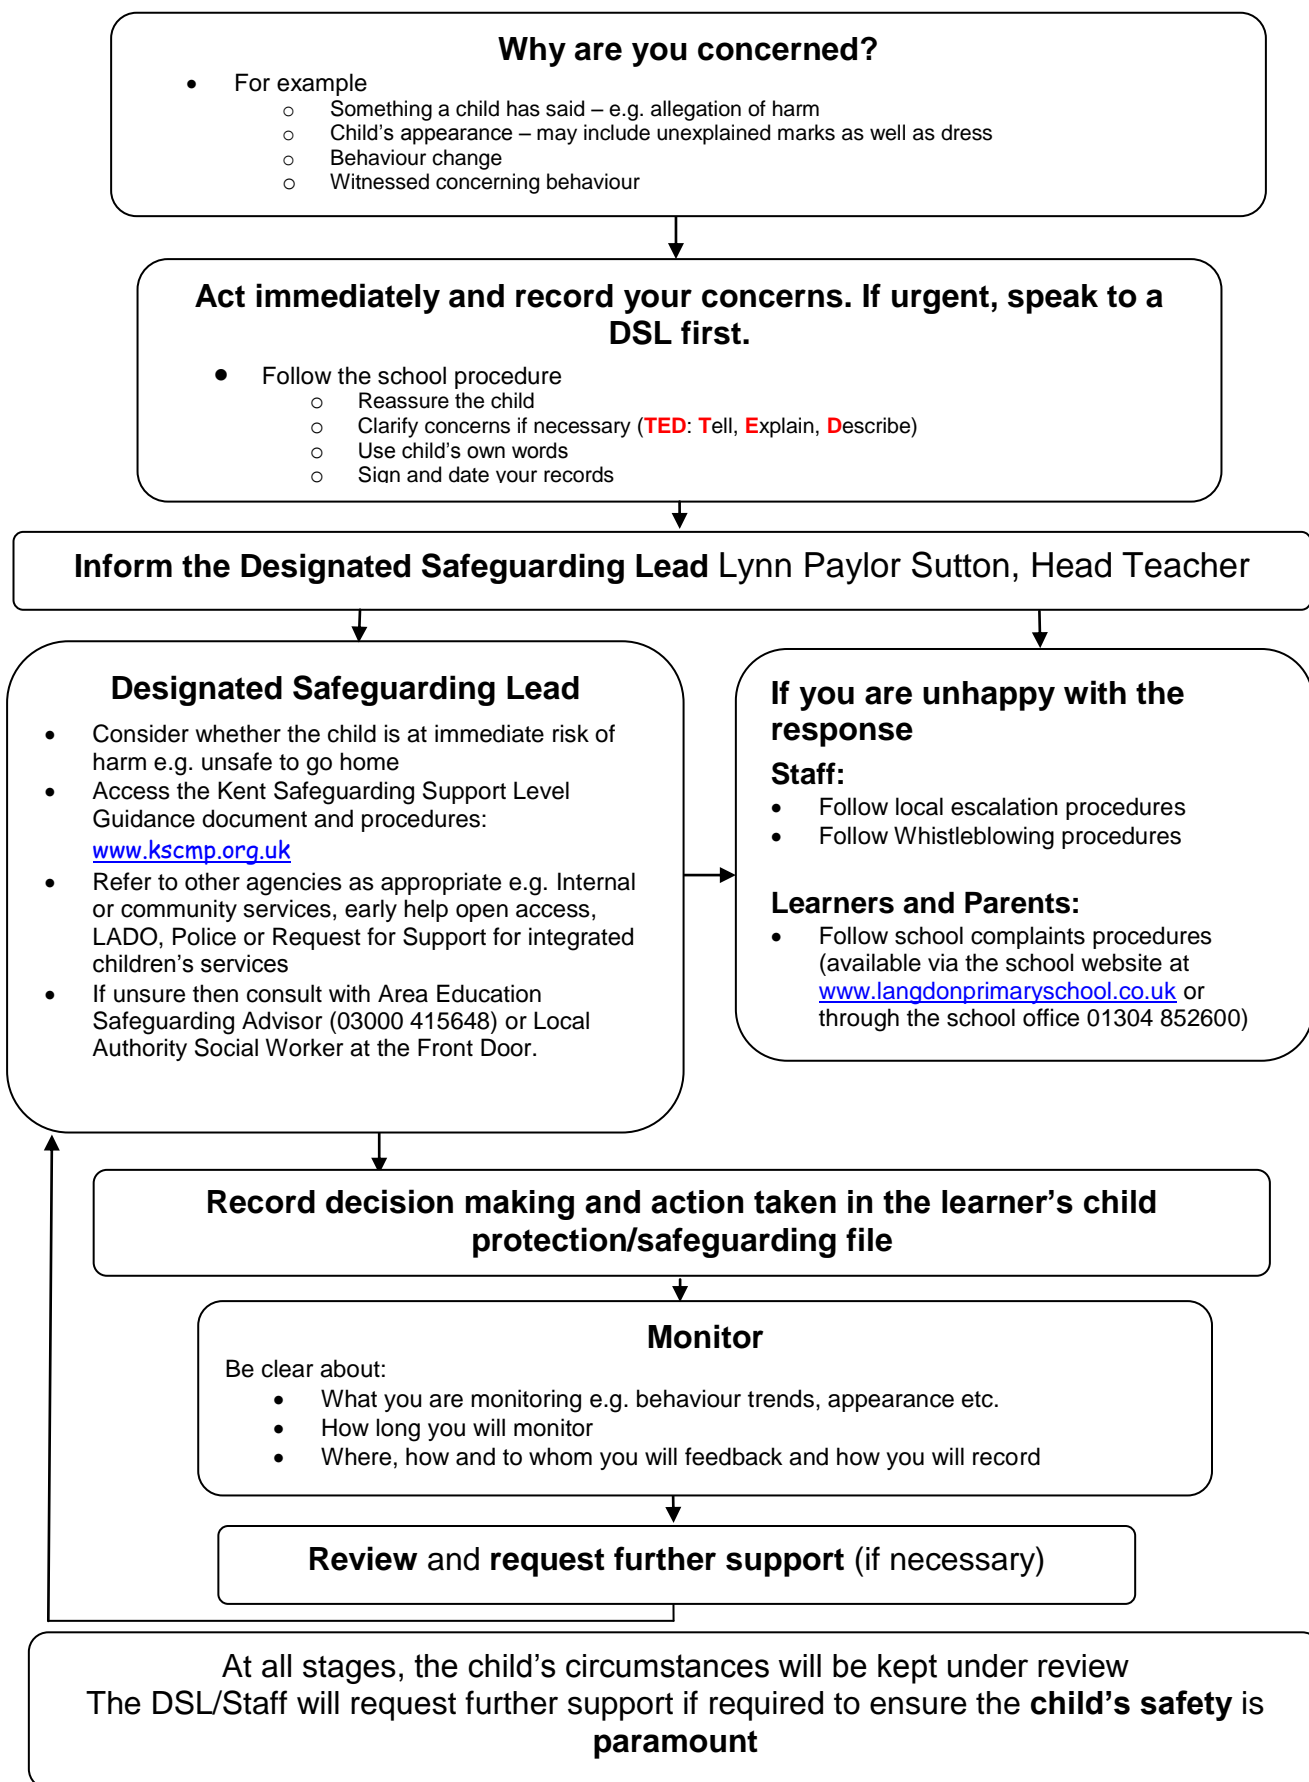 Why are you concerned?
• For example
o Something a child has said – e.g. allegation of harm
o Child's appearance – may include unexplained marks as well as dress
o Behaviour change
o Witnessed concerning behaviour
Act immediately and record your concerns. If urgent, speak to a
DSL first.
• Follow the school procedure
o Reassure the child
o Clarify concerns if necessary (TED: Tell, Explain, Describe)
o Use child's own words
o Sign and date your records
Inform the Designated Safeguarding Lead Lynn Paylor Sutton, Head Teacher
Designated Safeguarding Lead
• Consider whether the child is at immediate risk of
harm e.g. unsafe to go home
• Access the Kent Safeguarding Support Level
Guidance document and procedures:
www.kscmp.org.uk
• Refer to other agencies as appropriate e.g. Internal
or community services, early help open access,
LADO, Police or Request for Support for integrated
children's services
• If unsure then consult with Area Education
Safeguarding Advisor (03000 415648) or Local
Authority Social Worker at the Front Door.
If you are unhappy with the
response
Staff:
• Follow local escalation procedures
• Follow Whistleblowing procedures
Learners and Parents:
• Follow school complaints procedures
(available via the school website at
www.langdonprimaryschool.co.uk or
through the school office 01304 852600)
Record decision making and action taken in the learner's child
protection/safeguarding file
Monitor
Be clear about:
• What you are monitoring e.g. behaviour trends, appearance etc.
• How long you will monitor
• Where, how and to whom you will feedback and how you will record
Review and request further support (if necessary)
At all stages, the child's circumstances will be kept under review
The DSL/Staff will request further support if required to ensure the child's safety is
paramount